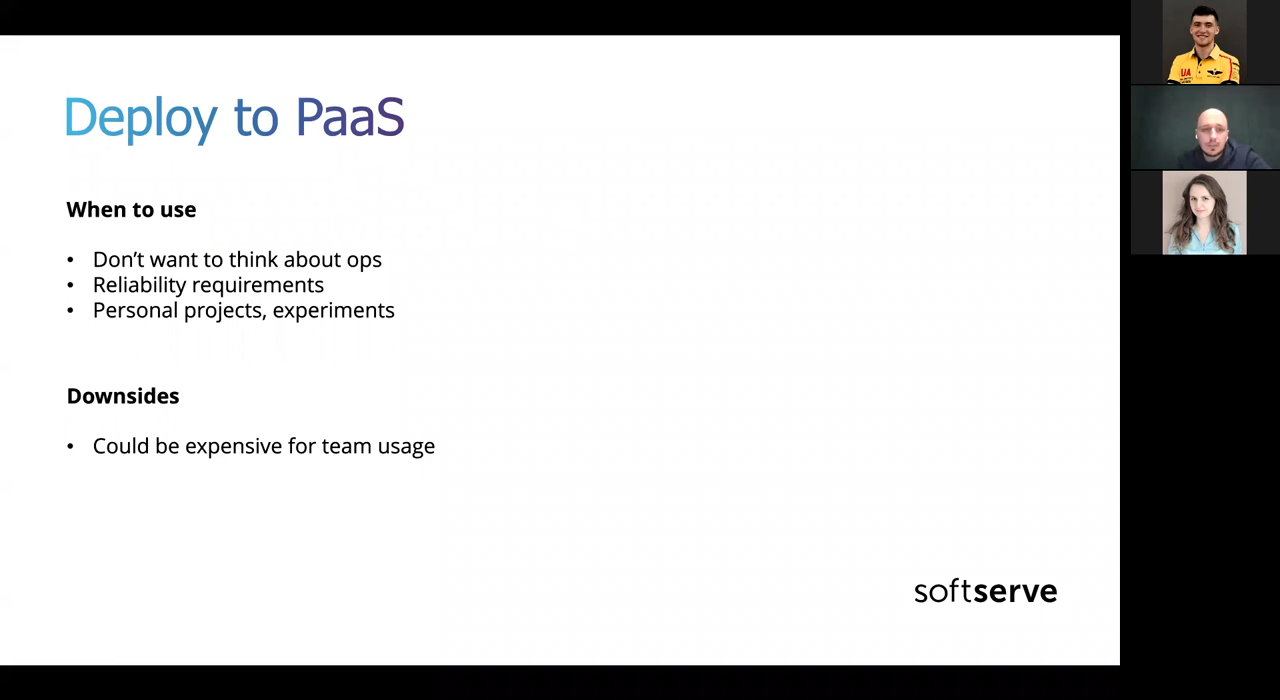 Deploy to PaaS
When to use
• Don’t want to think about ops
• Reliability requirements
• Personal projects, experiments
Downsides
• Could be expensive for team usage
softserve
UA